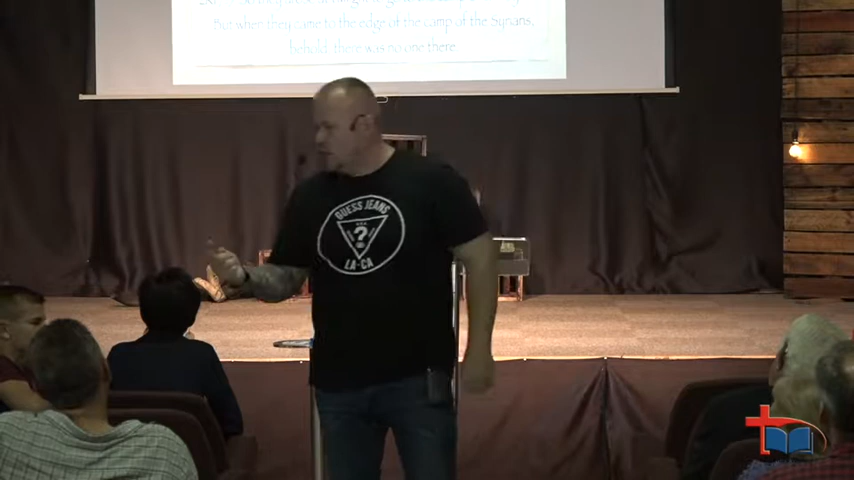 But when they came to the edge of the camp of the Syrians,
behold, there was no one there.
GUESS JEANS
?
LA-CA